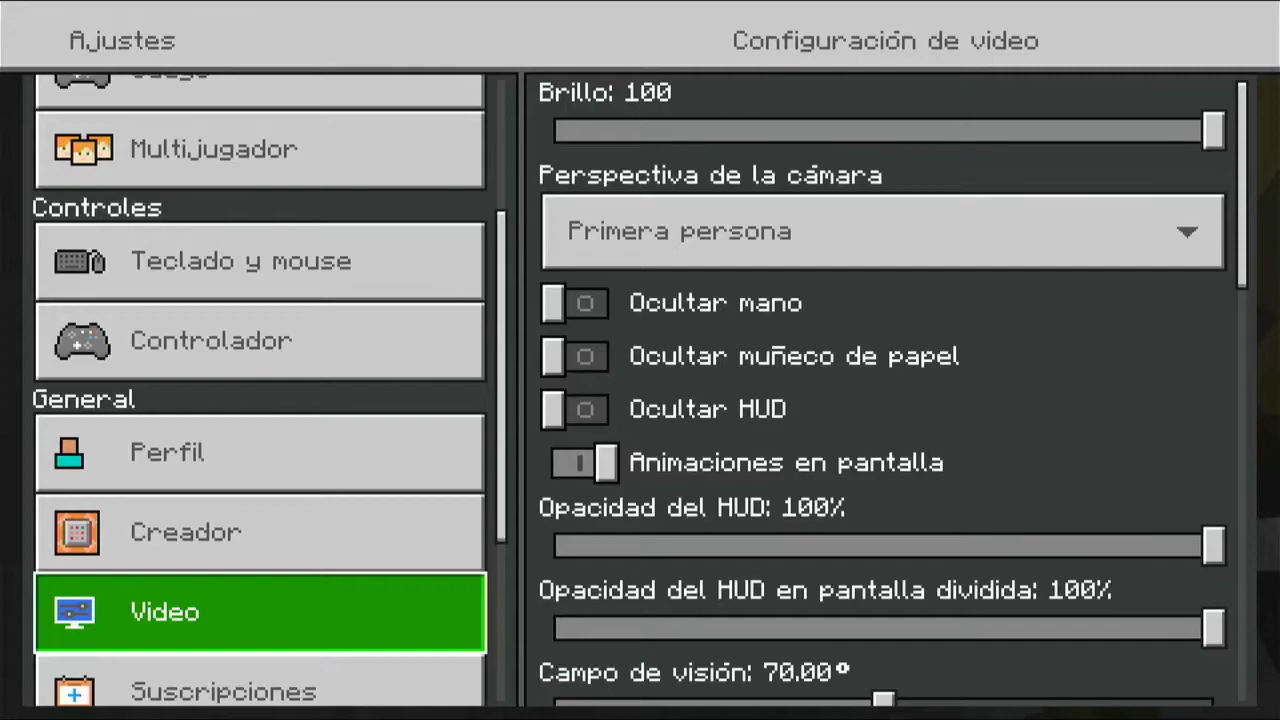 Ajustes
Configuración de video
Juego
Multijugador
Controles
Teclado y mouse
Controlador
General
Perfil
Creador
Video
Suscripciones
Brillo: 100
Perspectiva de la cámara
Primera persona
Ocultar mano
Ocultar muñeco de papel
Ocultar HUD
Animaciones en pantalla
Opacidad del HUD: 100%
Opacidad del HUD en pantalla dividida: 100%
Campo de visión: 70.00°